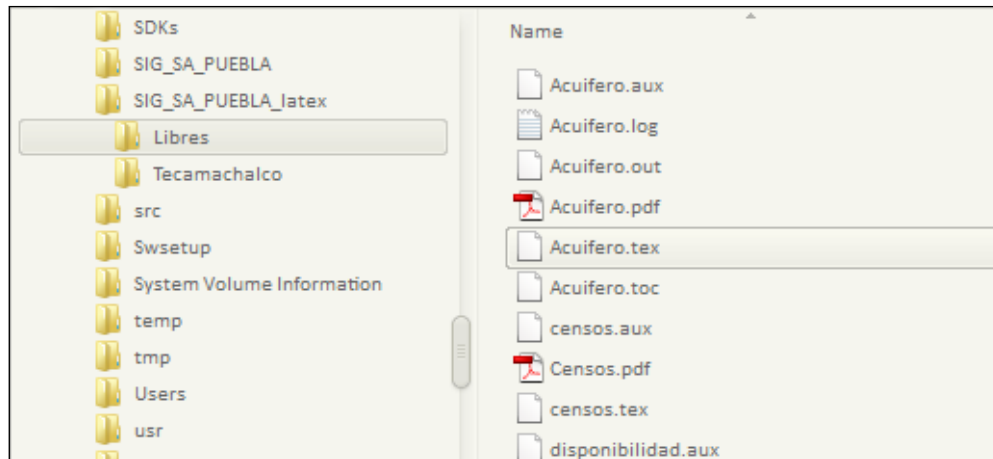 SDKs
SIG_SA_PUEBLA
SIG_SA_PUEBLA_latex
Libres
Tecamachalco
src
Swsetup
System Volume Information
temp
tmp
Users
usr
Name
Acuifero.aux
Acuifero.log
Acuifero.out
Acuifero.pdf
Acuifero.tex
Acuifero.toc
censos.aux
Censos.pdf
censos.tex
disponibilidad.aux